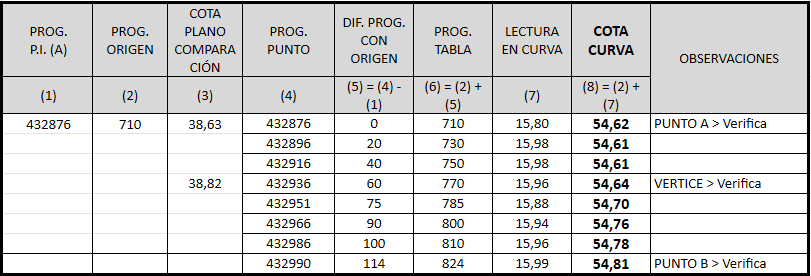 PROG. P.I. (A) | PROG. ORIGEN | COTA PLANO COMPARACIÓN | PROG. PUNTO | DIF. PROG. CON ORIGEN | PROG. TABLA | LECTURA EN CURVA | COTA CURVA | OBSERVACIONES
(1) | (2) | (3) | (4) | (5) = (4) - (1) | (6) = (2) + (5) | (7) | (8) = (2) + (7) |
432876 | 710 | 38,63 | 432876 | 0 | 710 | 15,80 | 54,62 | PUNTO A > Verifica
432896 | 20 | 730 | 15,98 | 54,61
432916 | 40 | 750 | 15,98 | 54,61
38,82 | 432936 | 60 | 770 | 15,96 | 54,64 | VERTICE > Verifica
432951 | 75 | 785 | 15,88 | 54,70
432966 | 90 | 800 | 15,94 | 54,76
432986 | 100 | 810 | 15,96 | 54,78
432990 | 114 | 824 | 15,99 | 54,81 | PUNTO B > Verifica